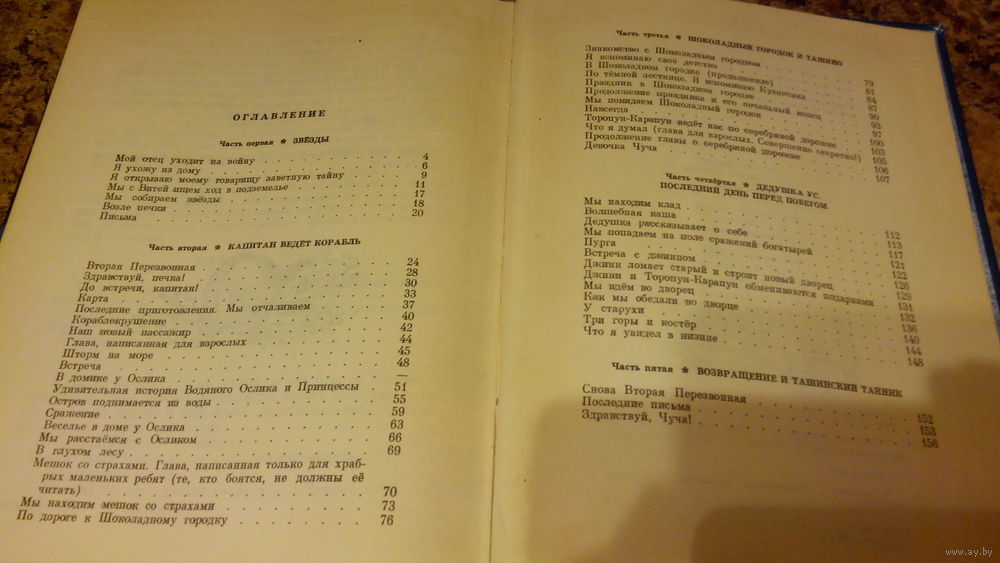 ОГЛАВЛЕНИЕ
Часть первая ★ ЗВЁЗДЫ
Мой отец уходит на войну . . . 4
Я ухожу из дому . . . 6
Я открываю моему товарищу заветную тайну . . . 9
Мы с Витей ищем ход в подземелье . . . 11
Мы собираем звёзды . . . 17
Возле печки . . . 18
Письма . . . 20
Часть вторая ★ КАПИТАН ВЕДЁТ КОРАБЛЬ
Вторая Перезвонная . . . 24
Здравствуй, печка! . . . 28
До встречи, капитан! . . . 30
Карта . . . 33
Последние приготовления. Мы отчаливаем . . . 37
Кораблекрушение . . . 40
Наш новый пассажир . . . 42
Глава, написанная для взрослых . . . 44
Шторм на море . . . 45
Встреча . . . 48
В домике у Ослика . . . —
Удивительная история Водяного Ослика и Принцессы . . . 51
Остров поднимается из воды . . . 55
Сражение . . . 59
Веселье в доме у Ослика . . . 63
Мы расстаёмся с Осликом . . . 66
В глухом лесу . . . 69
Мешок со страхами. Глава, написанная только для храб-
рых маленьких ребят (те, кто боятся, не должны её
читать) . . . 70
Мы находим мешок со страхами . . . 73
По дороге к Шоколадному городку . . . 76
Часть третья ★ ШОКОЛАДНЫЙ ГОРОДОК И ТАШИНО
Знакомство с Шоколадным городком . . . 79
Я вспоминаю своё детство . . . 81
В Шоколадном городке (продолжение) . . . 84
По тёмной лестнице. Я вспоминаю Кузнечика . . . 87
Праздник в Шоколадном городке . . . 90
Продолжение праздника и его печальный конец . . . 93
Мы покидаем Шоколадный городок . . . 97
Навсегда . . . 100
Торопун-Карапун ведёт нас по серебряной дорожке . . . 103
Что я думал (глава для взрослых. Совершенно секретно!) . . . 105
Продолжение главы о серебряной дорожке . . . 106
Девочка Чуча . . . 107
Часть четвёртая ★ ДЕДУШКА УС.
ПОСЛЕДНИЙ ДЕНЬ ПЕРЕД ПОБЕГОМ
Мы находим клад . . . 112
Волшебная каша . . . 113
Дедушка рассказывает о себе . . . 117
Мы попадаем на поле сражений богатырей . . . 121
Пурга . . . 122
Встреча с джинном . . . 126
Джинн ломает старый и строит новый дворец . . . 129
Джинн и Торопун-Карапун обмениваются подарками . . . 131
Мы идём во дворец . . . 132
Как мы обедали во дворце . . . 136
У старухи . . . 140
Три горы и костёр . . . 144
Что я увидел в низине . . . 148
Часть пятая ★ ВОЗВРАЩЕНИЕ И ТАШИНСКИЙ ТАЙНИК
Снова Вторая Перезвонная . . . 152
Последние письма . . . 153
Здравствуй, Чуча! . . . 156
www.ay.by